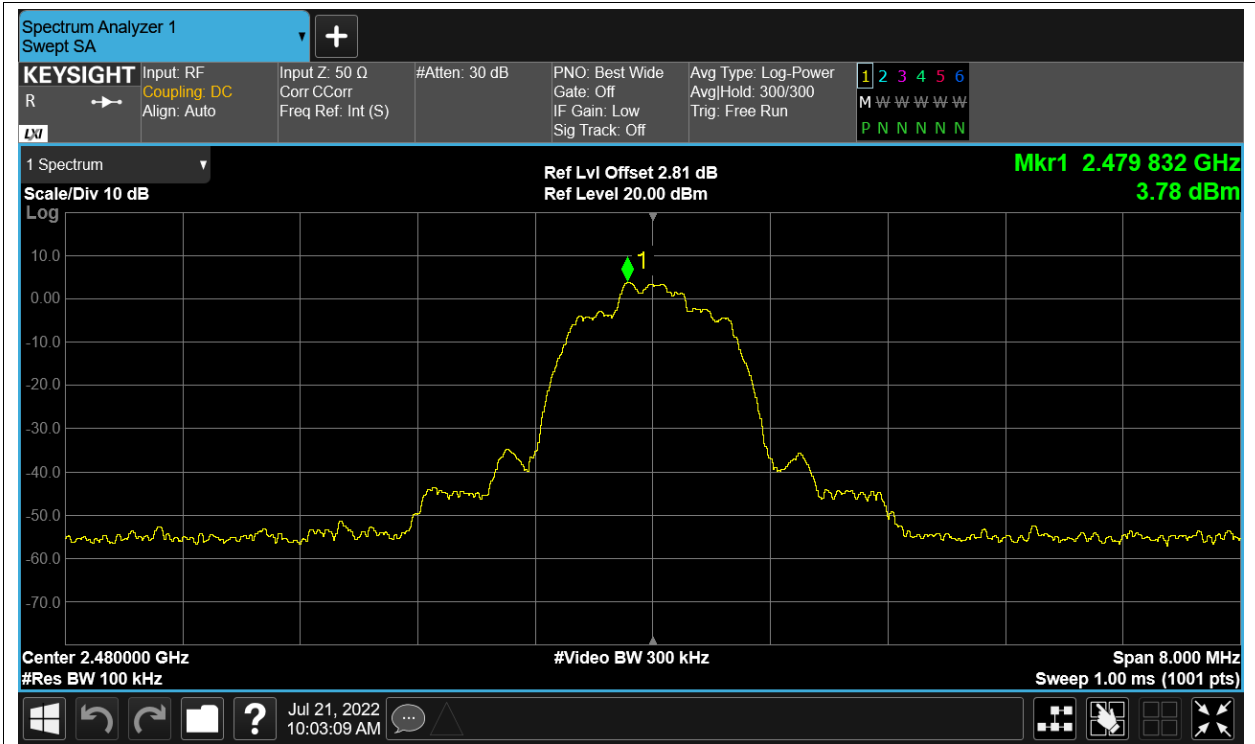 Spectrum Analyzer 1
Swept SA
KEYSIGHT
R
LXI
Input: RF
Coupling: DC
Align: Auto
Input Z: 50 Ω
Corr CCorr
Freq Ref: Int (S)
#Atten: 30 dB
PNO: Best Wide
Gate: Off
IF Gain: Low
Sig Track: Off
Avg Type: Log-Power
Avg|Hold: 300/300
Trig: Free Run
1 2 3 4 5 6
M W W W W W
P N N N N N
1 Spectrum
Scale/Div 10 dB
Ref Lvl Offset 2.81 dB
Ref Level 20.00 dBm
Mkr1 2.479 832 GHz
3.78 dBm
Log
1
10.0
0.00
-10.0
-20.0
-30.0
-40.0
-50.0
-60.0
-70.0
Center 2.480000 GHz
#Video BW 300 kHz
Span 8.000 MHz
#Res BW 100 kHz
Sweep 1.00 ms (1001 pts)
?
Jul 21, 2022
10:03:09 AM